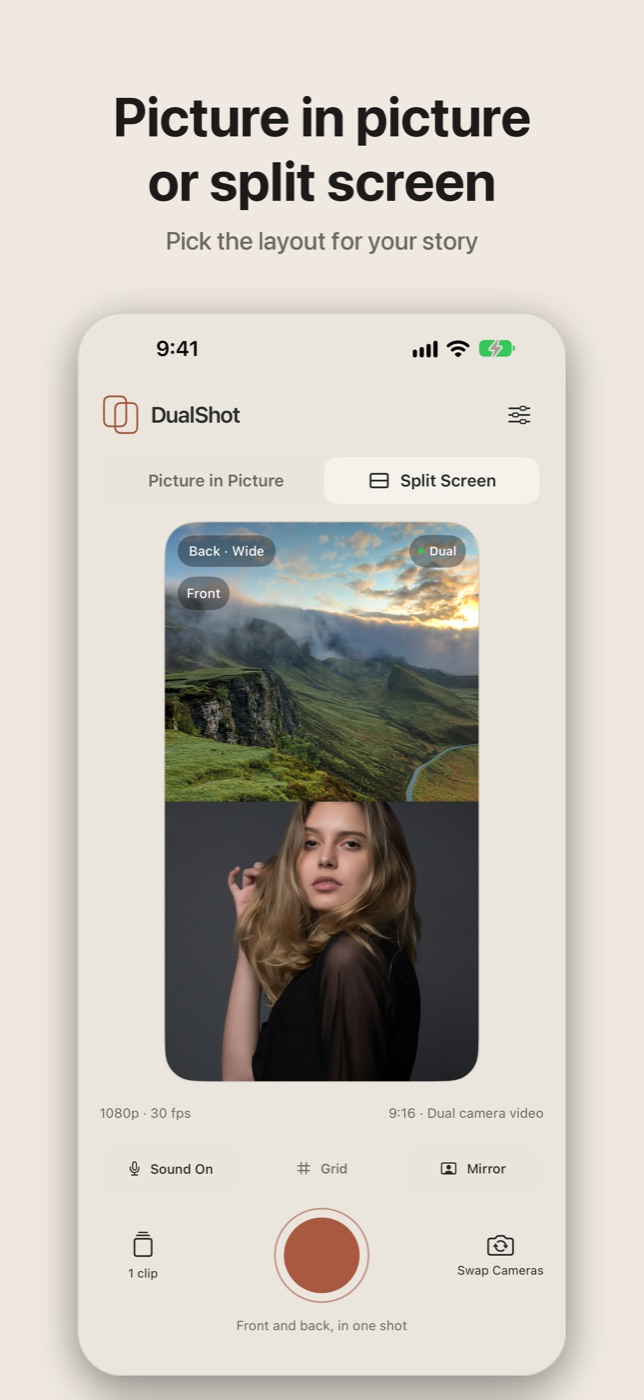 Picture in picture
or split screen
Pick the layout for your story
9:41
DualShot
Picture in Picture
Split Screen
Back · Wide
Dual
Front
1080p · 30 fps
9:16 · Dual camera video
Sound On
Grid
Mirror
1 clip
Swap Cameras
Front and back, in one shot